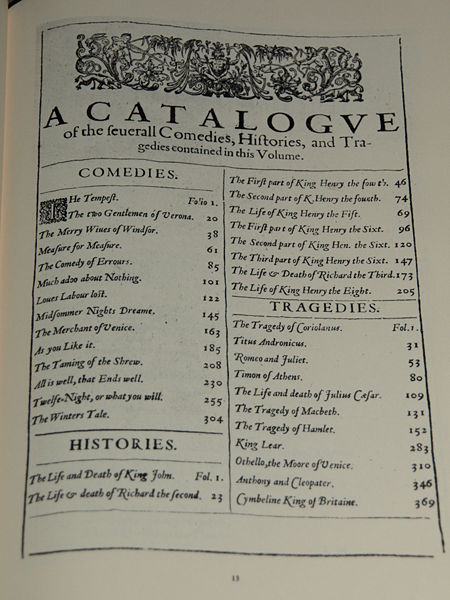 A CATALOGVE
of the ſeuerall Comedies, Hiſtories, and Tra-
gedies contained in this Volume.
COMEDIES.
The Tempeſt. Folio 1.
The two Gentlemen of Verona. 20
The Merry Wiues of Windſor. 38
Meaſure for Meaſure. 61
The Comedy of Errours. 85
Much adoo about Nothing. 101
Loues Labour loſt. 122
Midſommer Nights Dreame. 145
The Merchant of Venice. 163
As you Like it. 185
The Taming of the Shrew. 208
All is well, that Ends well. 230
Twelfe-Night, or what you will. 255
The Winters Tale. 304
HISTORIES.
The Life and Death of King John. Fol. 1.
The Life & death of Richard the ſecond. 23
The Firſt part of King Henry the fourth. 46
The Second part of K. Henry the fourth. 74
The Life of King Henry the Fift. 69
The Firſt part of King Henry the Sixt. 96
The Second part of King Hen. the Sixt. 120
The Third part of King Henry the Sixt. 147
The Life & Death of Richard the Third. 173
The Life of King Henry the Eight. 205
TRAGEDIES.
The Tragedy of Coriolanus. Fol. 1.
Titus Andronicus. 31
Romeo and Juliet. 53
Timon of Athens. 80
The Life and death of Julius Cæſar. 109
The Tragedy of Macbeth. 131
The Tragedy of Hamlet. 152
King Lear. 283
Othello, the Moore of Venice. 310
Anthony and Cleopater. 346
Cymbeline King of Britaine. 369
13